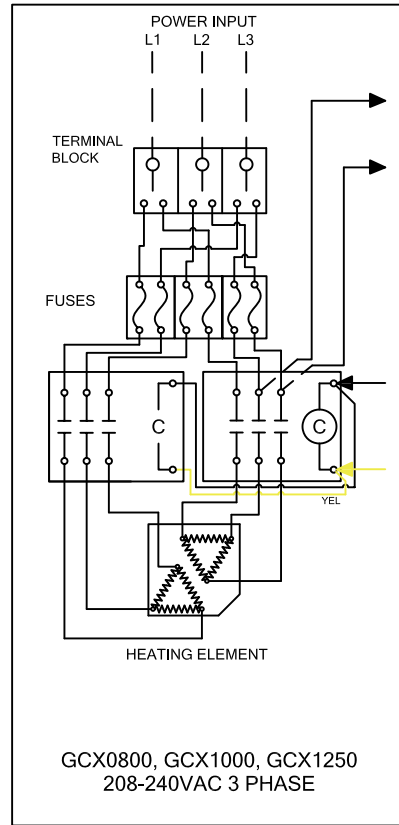 POWER INPUT
L1 L2 L3
TERMINAL
BLOCK
FUSES
C C
YEL
HEATING ELEMENT
GCX0800, GCX1000, GCX1250
208-240VAC 3 PHASE